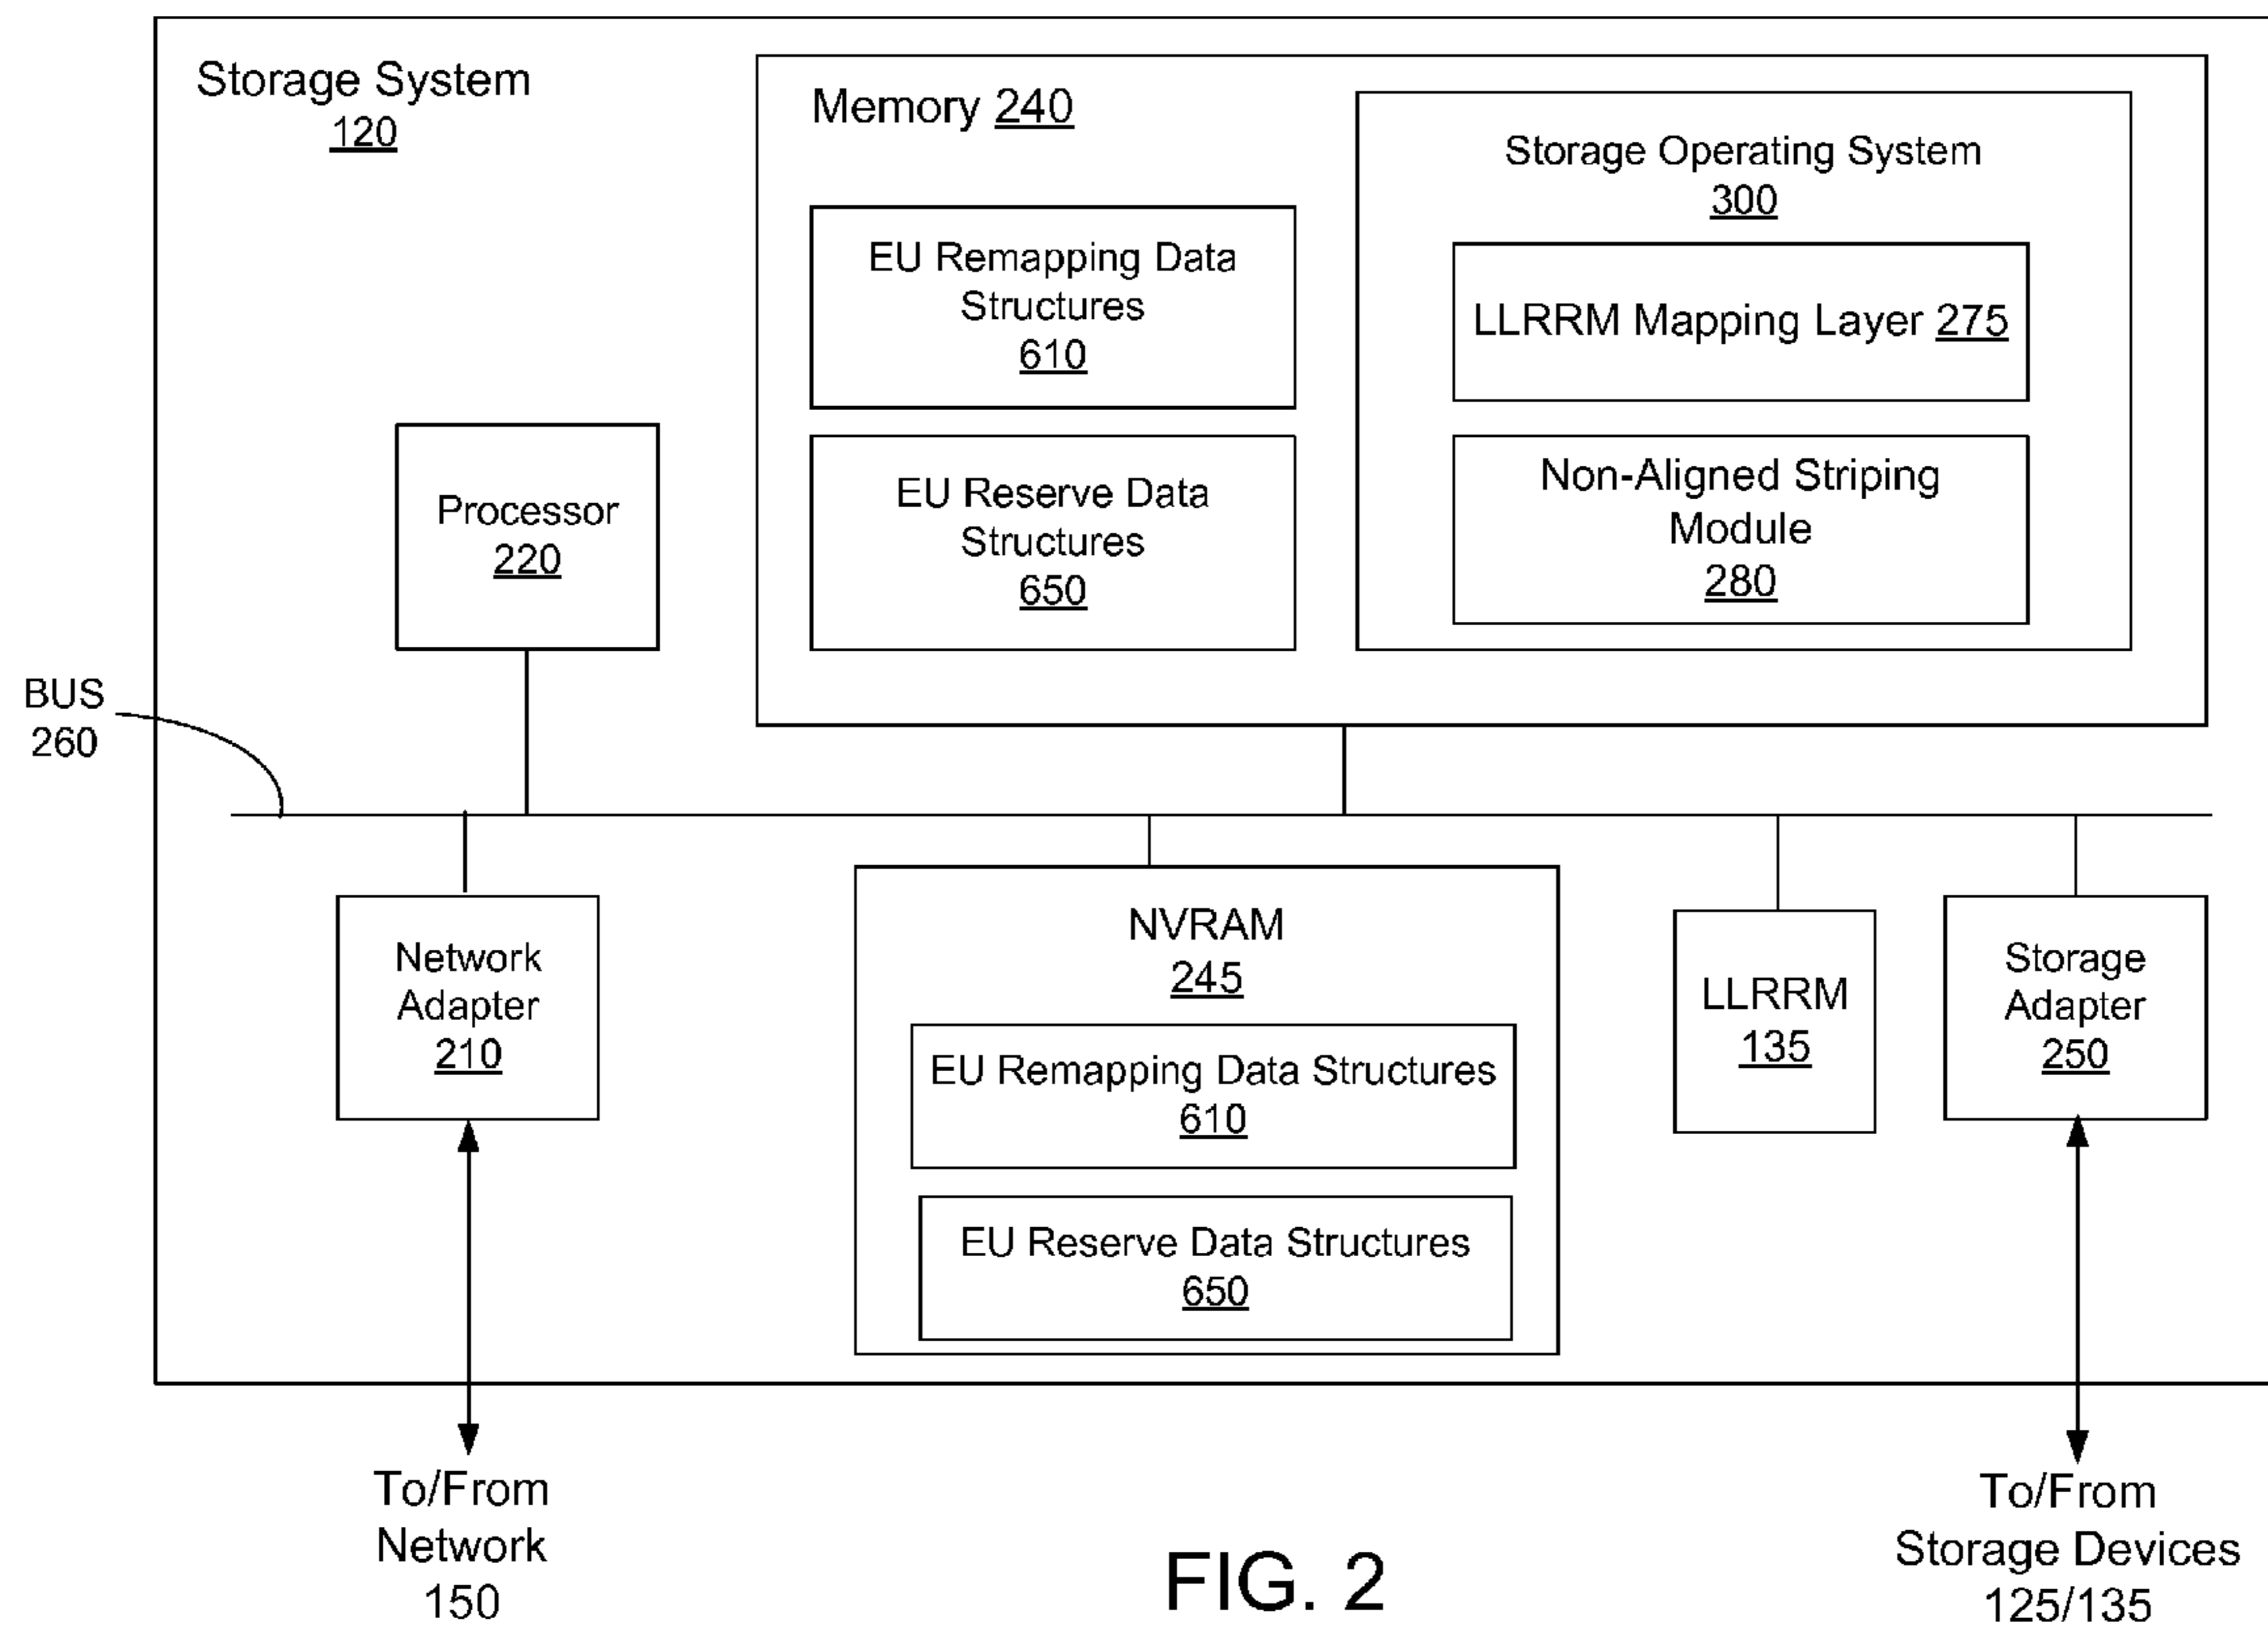 Storage System
120
Memory 240
Storage Operating System
300
EU Remapping Data
Structures
610
LLRRM Mapping Layer 275
EU Reserve Data
Structures
650
Non-Aligned Striping
Module
280
Processor
220
BUS
260
Network
Adapter
210
NVRAM
245
EU Remapping Data Structures
610
EU Reserve Data Structures
650
LLRRM
135
Storage
Adapter
250
To/From
Network
150
FIG. 2
To/From
Storage Devices
125/135